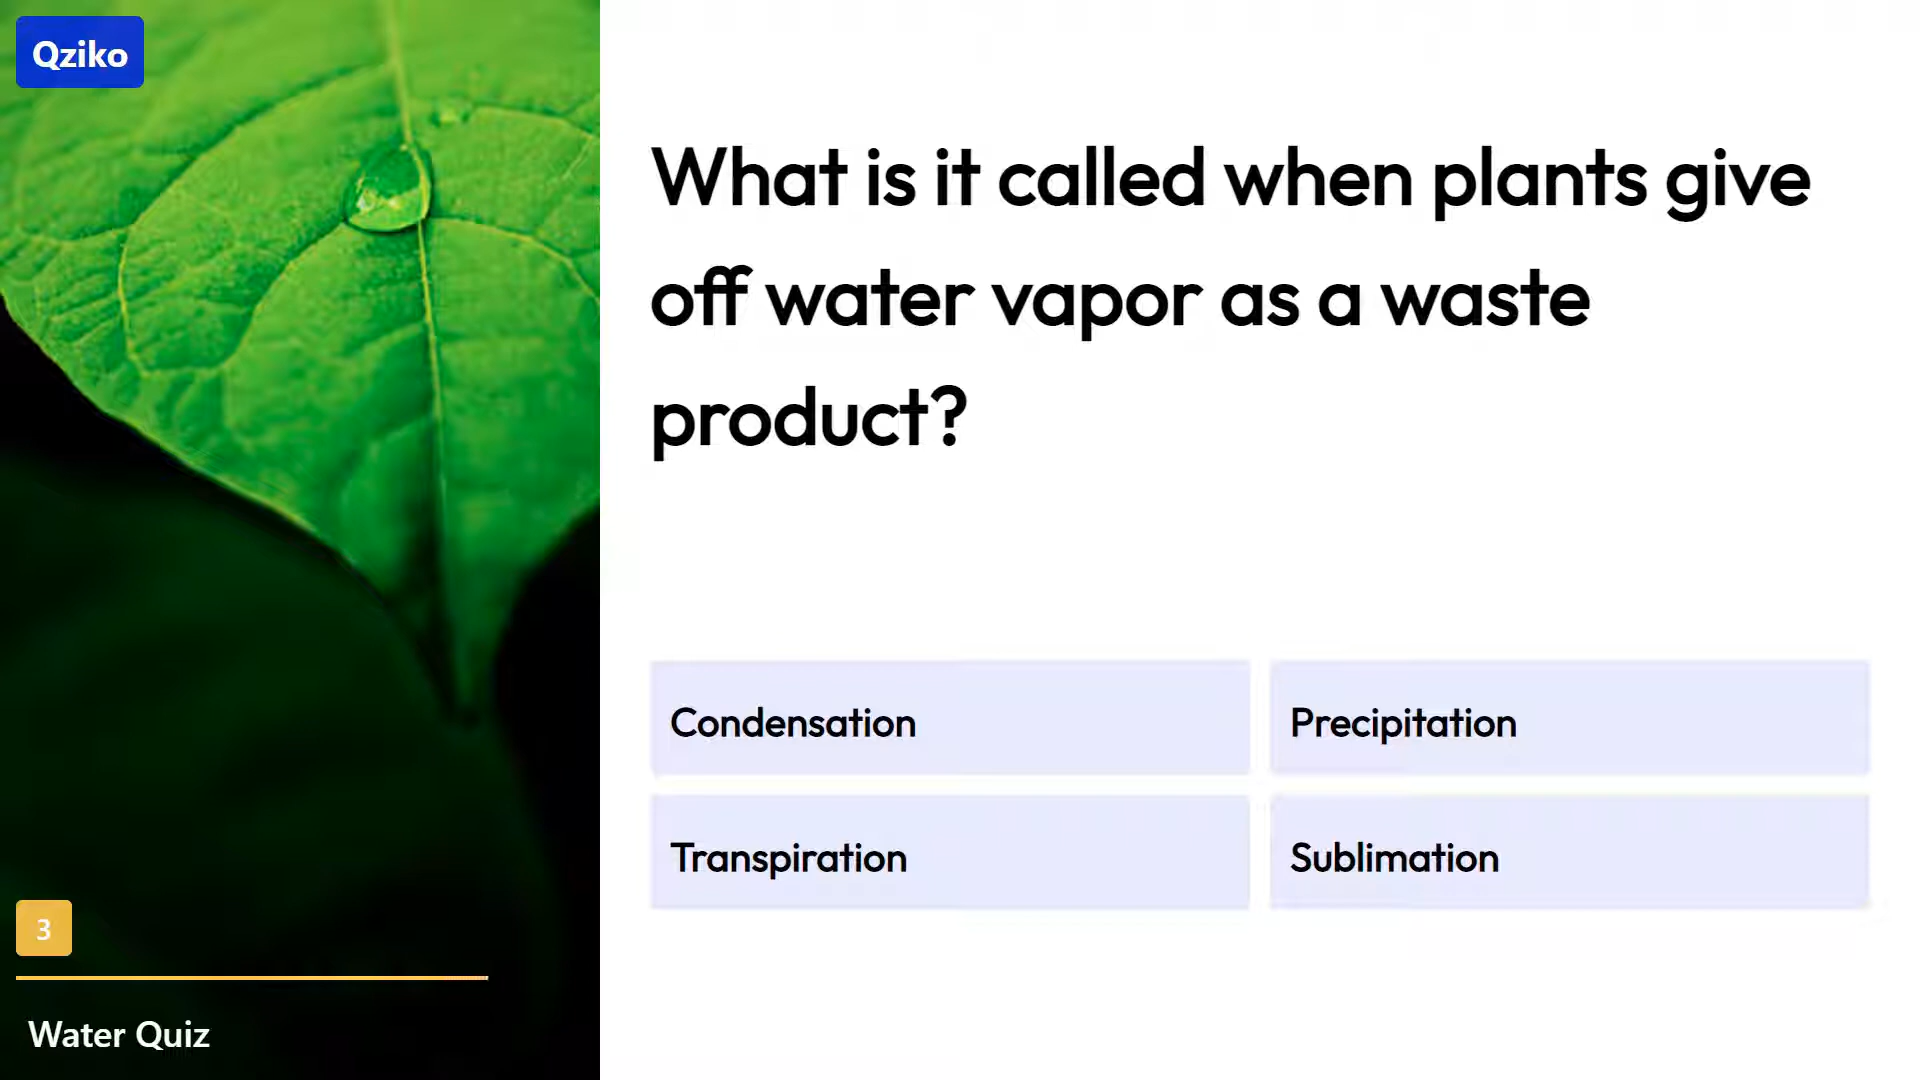 Qziko
What is it called when plants give
off water vapor as a waste
product?
Condensation
Precipitation
Transpiration
Sublimation
3
Water Quiz